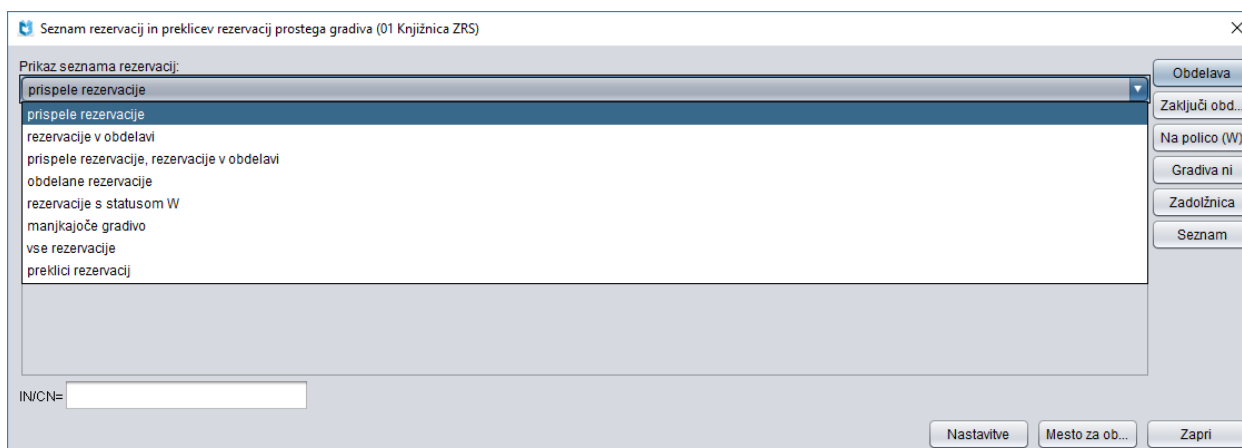 Seznam rezervacij in preklicev rezervacij prostega gradiva (01 Knjižnica ZRS)
Prikaz seznama rezervacij:
prispele rezervacije
prispele rezervacije
rezervacije v obdelavi
prispele rezervacije, rezervacije v obdelavi
obdelane rezervacije
rezervacije s statusom W
manjkajoče gradivo
vse rezervacije
preklici rezervacij
Obdelava
Zaključi obd...
Na polico (W)
Gradiva ni
Zadolžnica
Seznam
IN/CN=
Nastavitve
Mesto za ob...
Zapri